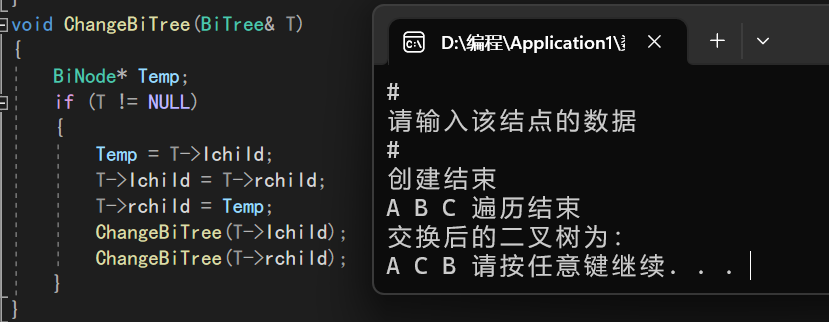 void ChangeBiTree(BiTree& T)
{
BiNode* Temp;
if (T != NULL)
{
Temp = T->lchild;
T->lchild = T->rchild;
T->rchild = Temp;
ChangeBiTree(T->lchild);
ChangeBiTree(T->rchild);
}
}
D:\编程\Application1\
#
请输入该结点的数据
#
创建结束
A B C 遍历结束
交换后的二叉树为:
A C B 请按任意键继续. . .